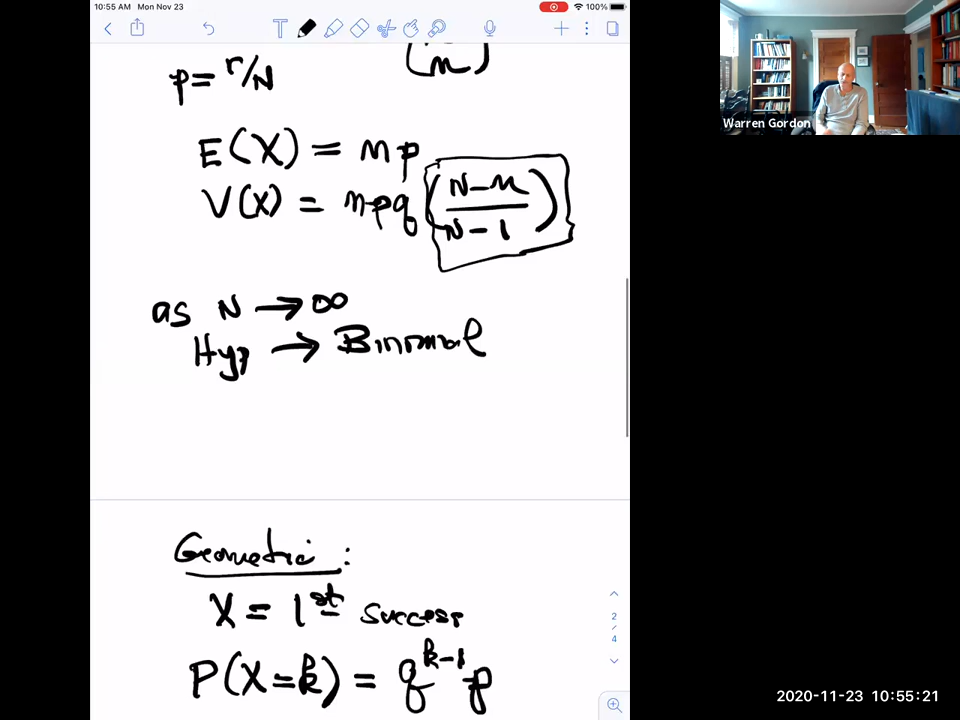 10:55 AM Mon Nov 23
100%
(n)
p = r/N
E(X) = np
V(X) = npq (N-n / N-1)
as N → ∞
Hyp → Binomial
Geometric :
X = 1st success
P(X=k) = q^{k-1} p
2 / 4
Warren Gordon
2020-11-23 10:55:21